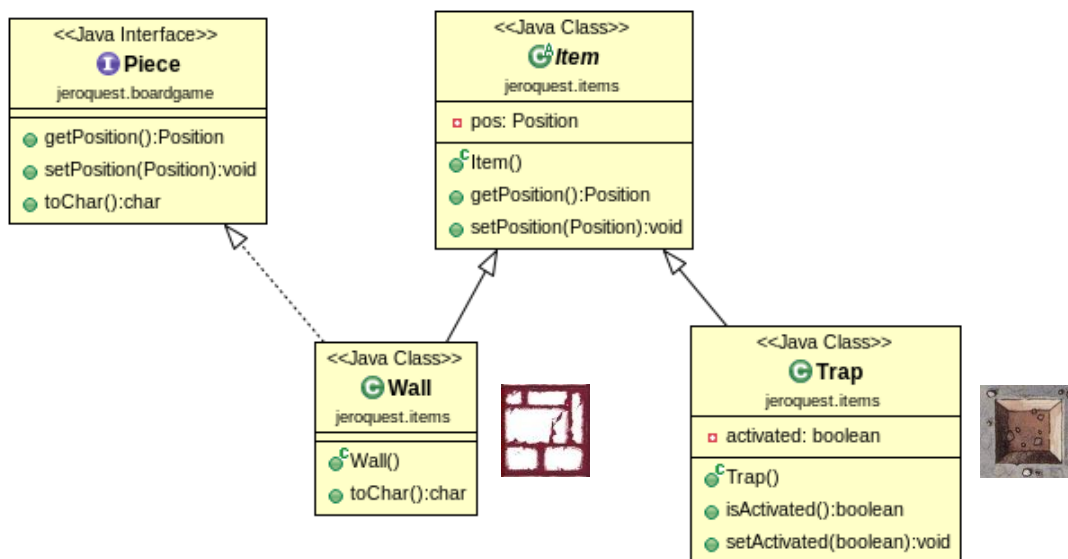 <<Java Interface>>
Piece
jeroquest.boardgame
getPosition():Position
setPosition(Position):void
toChar():char
<<Java Class>>
Item
jeroquest.items
pos: Position
Item()
getPosition():Position
setPosition(Position):void
<<Java Class>>
Wall
jeroquest.items
Wall()
toChar():char
<<Java Class>>
Trap
jeroquest.items
activated: boolean
Trap()
isActivated():boolean
setActivated(boolean):void